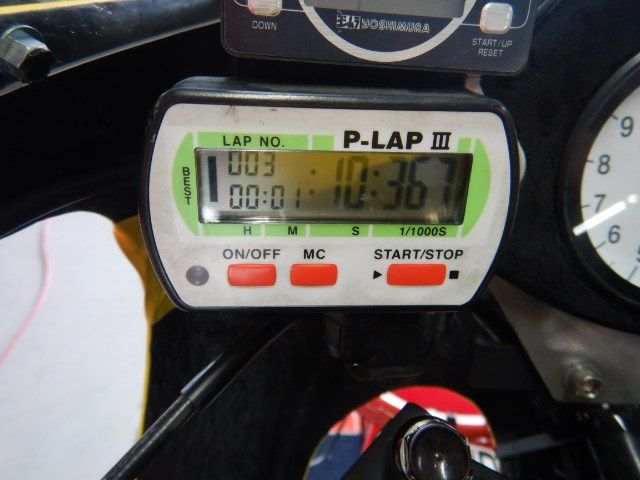 DOWN
YOSHIMURA
START/UP
RESET
LAP NO.
P-LAP III
BEST
003
00:01 :10:367
H M S 1/1000S
ON/OFF MC START/STOP
9
8
7
6
5